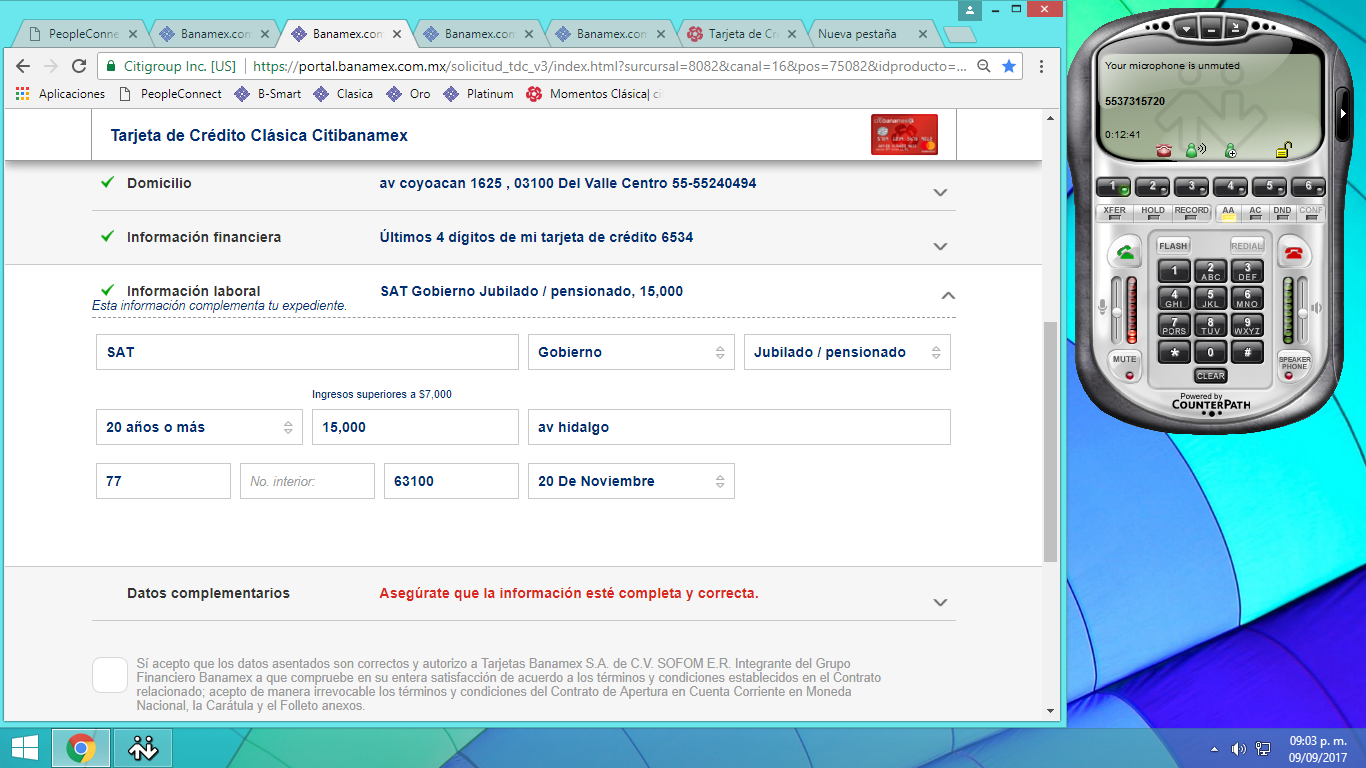 PeopleConne
Banamex.con
Banamex.con
Banamex.con
Banamex.con
Tarjeta de Cr
Nueva pestaña
Citigroup Inc. [US]
https://portal.banamex.com.mx/solicitud_tdc_v3/index.html?surcursal=8082&canal=16&pos=75082&idproducto=...
Aplicaciones
PeopleConnect
B-Smart
Clasica
Oro
Platinum
Momentos Clásica| ci
Tarjeta de Crédito Clásica Citibanamex
Domicilio
av coyoacan 1625 , 03100 Del Valle Centro 55-55240494
Información financiera
Últimos 4 dígitos de mi tarjeta de crédito 6534
Información laboral
SAT Gobierno Jubilado / pensionado, 15,000
Esta información complementa tu expediente.
SAT
Gobierno
Jubilado / pensionado
Ingresos superiores a $7,000
20 años o más
15,000
av hidalgo
77
No. interior:
63100
20 De Noviembre
Datos complementarios
Asegúrate que la información esté completa y correcta.
Sí acepto que los datos asentados son correctos y autorizo a Tarjetas Banamex S.A. de C.V. SOFOM E.R. Integrante del Grupo
Financiero Banamex a que compruebe en su entera satisfacción de acuerdo a los términos y condiciones establecidos en el Contrato
relacionado; acepto de manera irrevocable los términos y condiciones del Contrato de Apertura en Cuenta Corriente en Moneda
Nacional, la Carátula y el Folleto anexos.
Your microphone is unmuted
5537315720
0:12:41
1 2 3 4 5 6
XFER HOLD RECORD AA AC DND CONF
FLASH
REDIAL
1 2 ABC 3 DEF
4 GHI 5 JKL 6 MNO
7 PQRS 8 TUV 9 WXYZ
* 0 #
MUTE
SPEAKER
PHONE
CLEAR
Powered by
COUNTERPATH
09:03 p. m.
09/09/2017